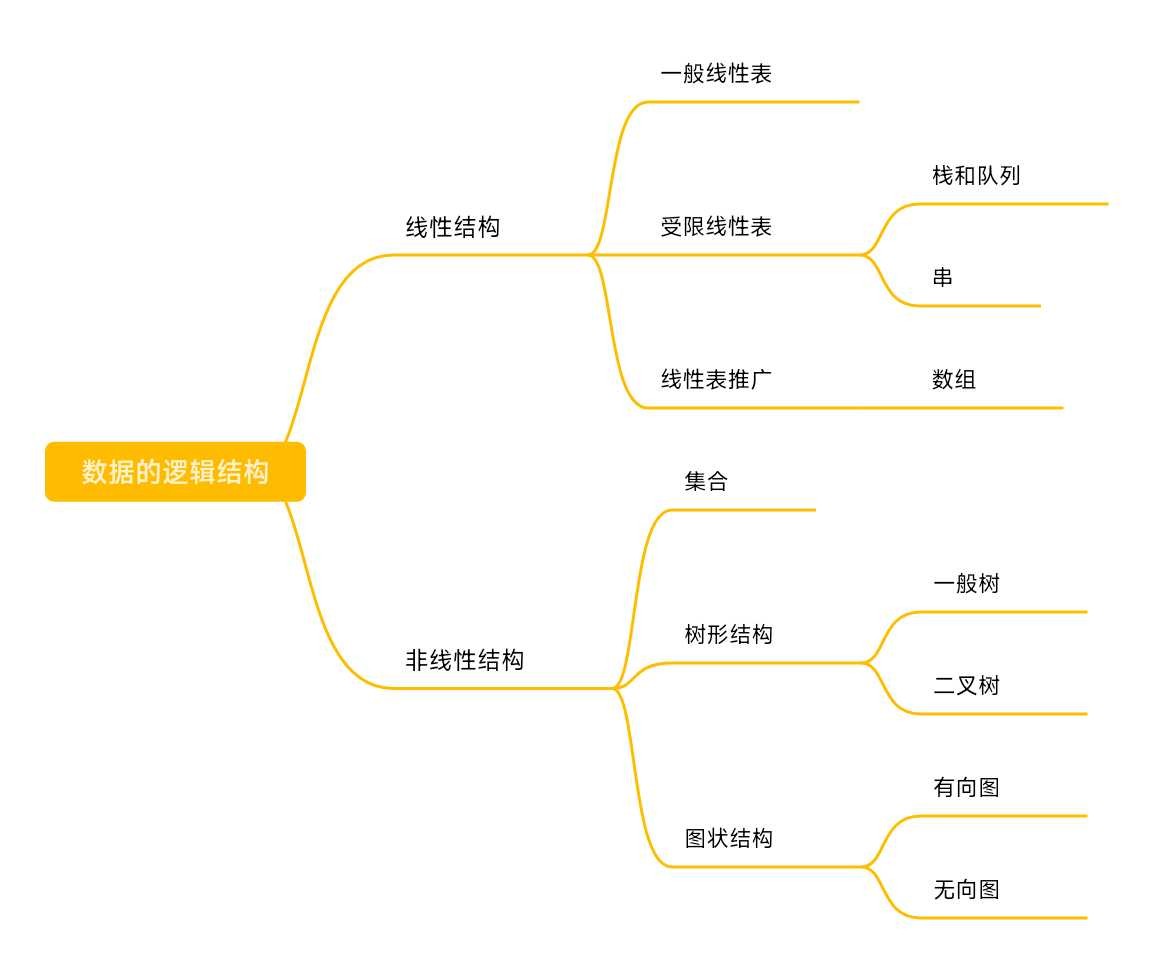 数据的逻辑结构
线性结构
一般线性表
受限线性表
栈和队列
串
线性表推广
数组
非线性结构
集合
树形结构
一般树
二叉树
图状结构
有向图
无向图